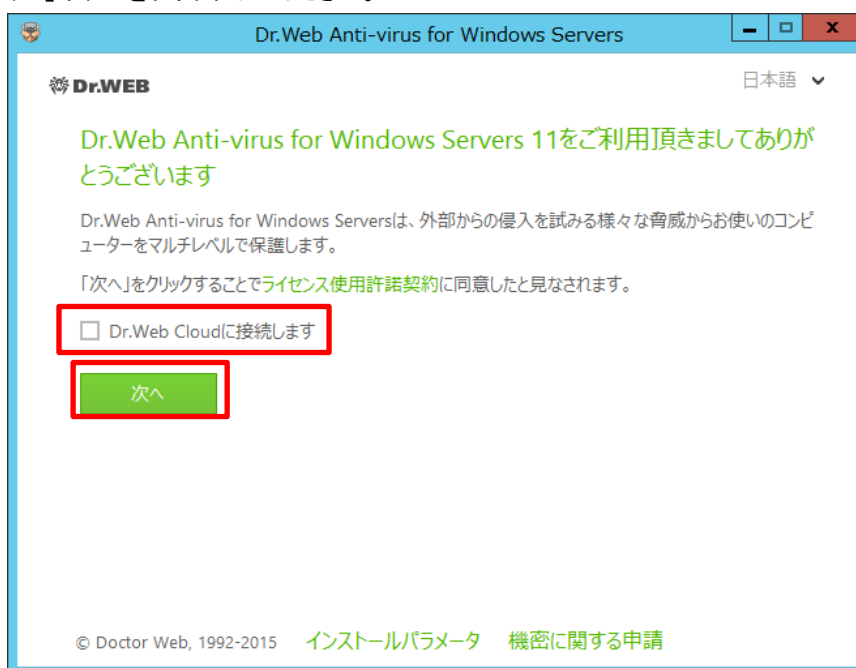 Dr.Web Anti-virus for Windows Servers
Dr.WEB
日本語
Dr.Web Anti-virus for Windows Servers 11をご利用頂きましてありが
とうございます
Dr.Web Anti-virus for Windows Serversは、外部からの侵入を試みる様々な脅威からお使いのコンピ
ューターをマルチレベルで保護します。
「次へ」をクリックすることでライセンス使用許諾契約に同意したと見なされます。
Dr.Web Cloudに接続します
次へ
© Doctor Web, 1992-2015 インストールパラメータ 機密に関する申請